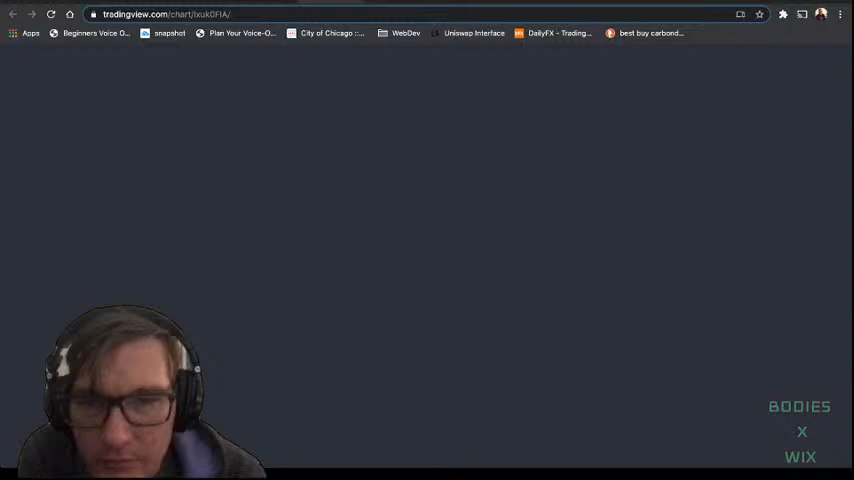 tradingview.com/chart/lxuk0FIA/
Apps Beginners Voice O... snapshot Plan Your Voice-O... City of Chicago ::... WebDev Uniswap Interface DailyFX - Trading... best buy carbond...
BODIES
X
WIX